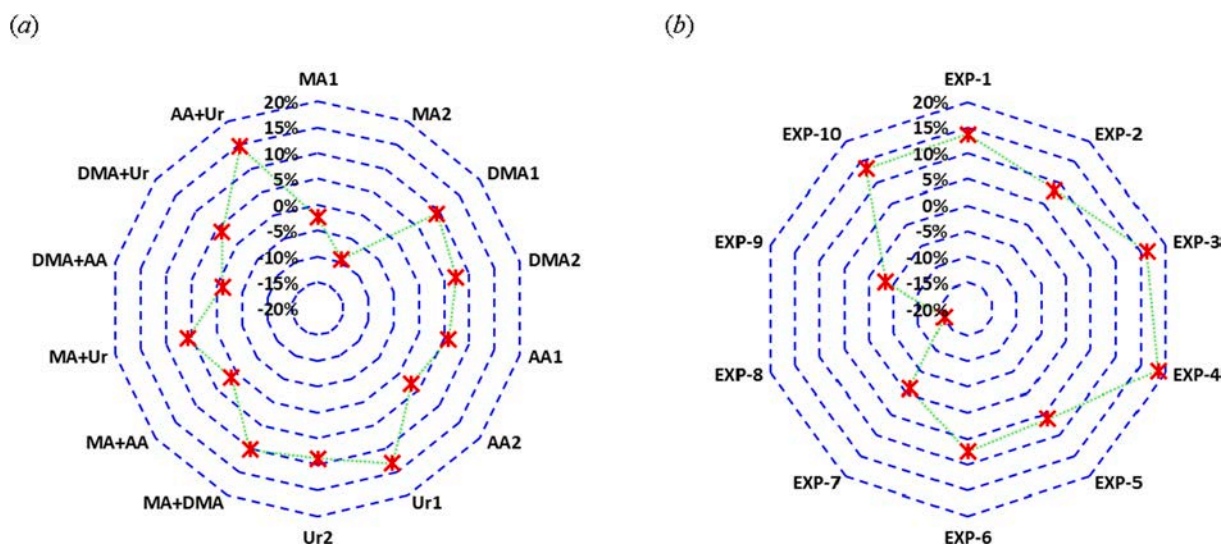 (a)
MA1
MA2
DMA1
DMA2
AA1
AA2
Ur1
Ur2
MA+DMA
MA+AA
MA+Ur
DMA+AA
DMA+Ur
AA+Ur
20%
15%
10%
5%
0%
-5%
-10%
-15%
-20%
(b)
EXP-1
EXP-2
EXP-3
EXP-4
EXP-5
EXP-6
EXP-7
EXP-8
EXP-9
EXP-10
20%
15%
10%
5%
0%
-5%
-10%
-15%
-20%